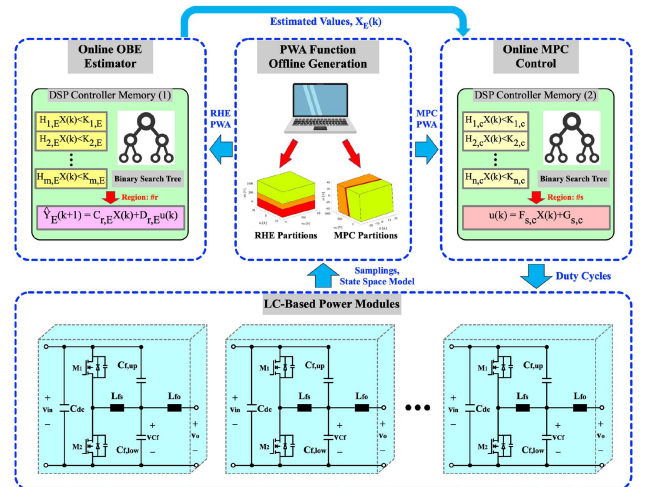 Estimated Values, X_E(k)
Online OBE
Estimator
DSP Controller Memory (1)
H_{1,E}X(k)<K_{1,E}
H_{2,E}X(k)<K_{2,E}
H_{m,E}X(k)<K_{m,E}
Binary Search Tree
Region: #r
Ŷ_E(k+1) = C_{r,E}X(k)+D_{r,E}u(k)
RHE
PWA
PWA Function
Offline Generation
RHE Partitions
MPC Partitions
MPC
PWA
Online MPC
Control
DSP Controller Memory (2)
H_{1,c}X(k)<K_{1,c}
H_{2,c}X(k)<K_{2,c}
H_{n,c}X(k)<K_{n,c}
Binary Search Tree
Region: #s
u(k) = F_{s,c}X(k)+G_{s,c}
Samplings,
State Space Model
Duty Cycles
LC-Based Power Modules
M1
Cf,up
+
vin
−
Cdc
Lfs
Lfo
M2
Cf,low
+
vCf
−
+
vo
−
M1
Cf,up
+
vin
−
Cdc
Lfs
Lfo
M2
Cf,low
+
vCf
−
+
vo
−
M1
Cf,up
+
vin
−
Cdc
Lfs
Lfo
M2
Cf,low
+
vCf
−
+
vo
−